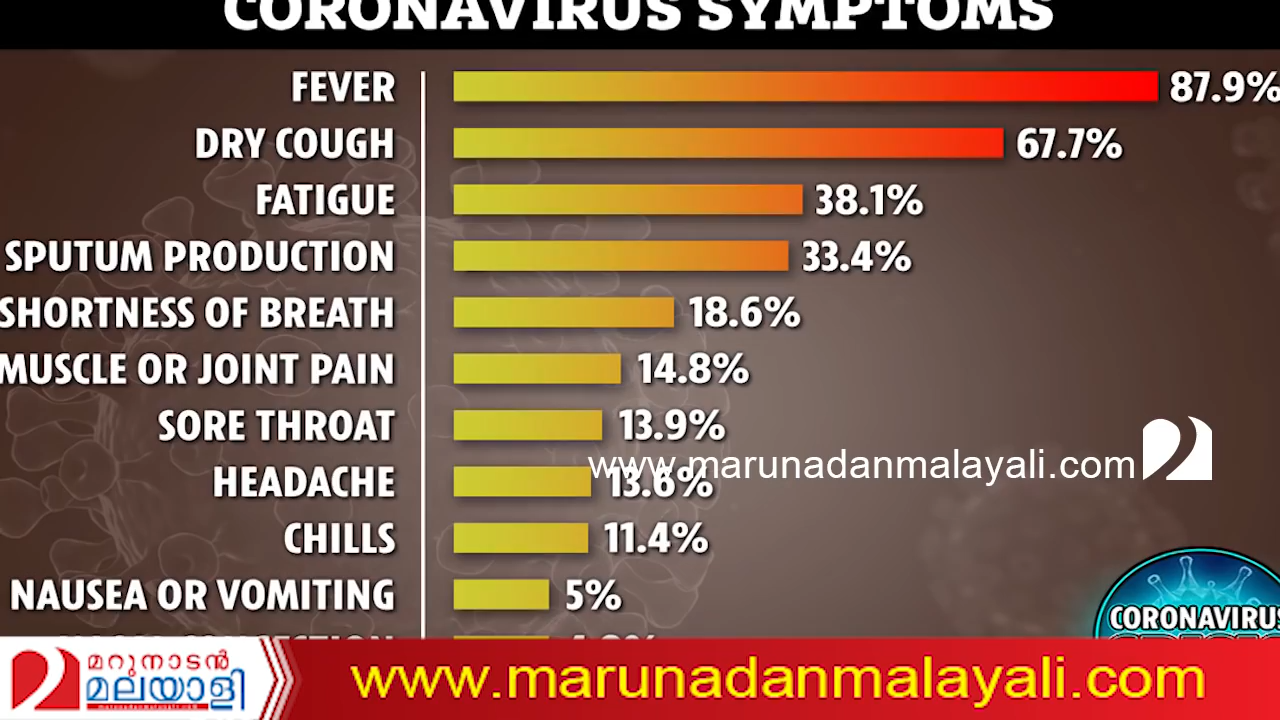 CORONAVIRUS SYMPTOMS
FEVER 87.9%
DRY COUGH 67.7%
FATIGUE 38.1%
SPUTUM PRODUCTION 33.4%
SHORTNESS OF BREATH 18.6%
MUSCLE OR JOINT PAIN 14.8%
SORE THROAT 13.9%
www.marunadanmalayali.com
HEADACHE 13.6%
CHILLS 11.4%
NAUSEA OR VOMITING 5%
CORONAVIRUS
മറുനാടൻ
മലയാളി
marunadanmalayali.com
www.marunadanmalayali.com